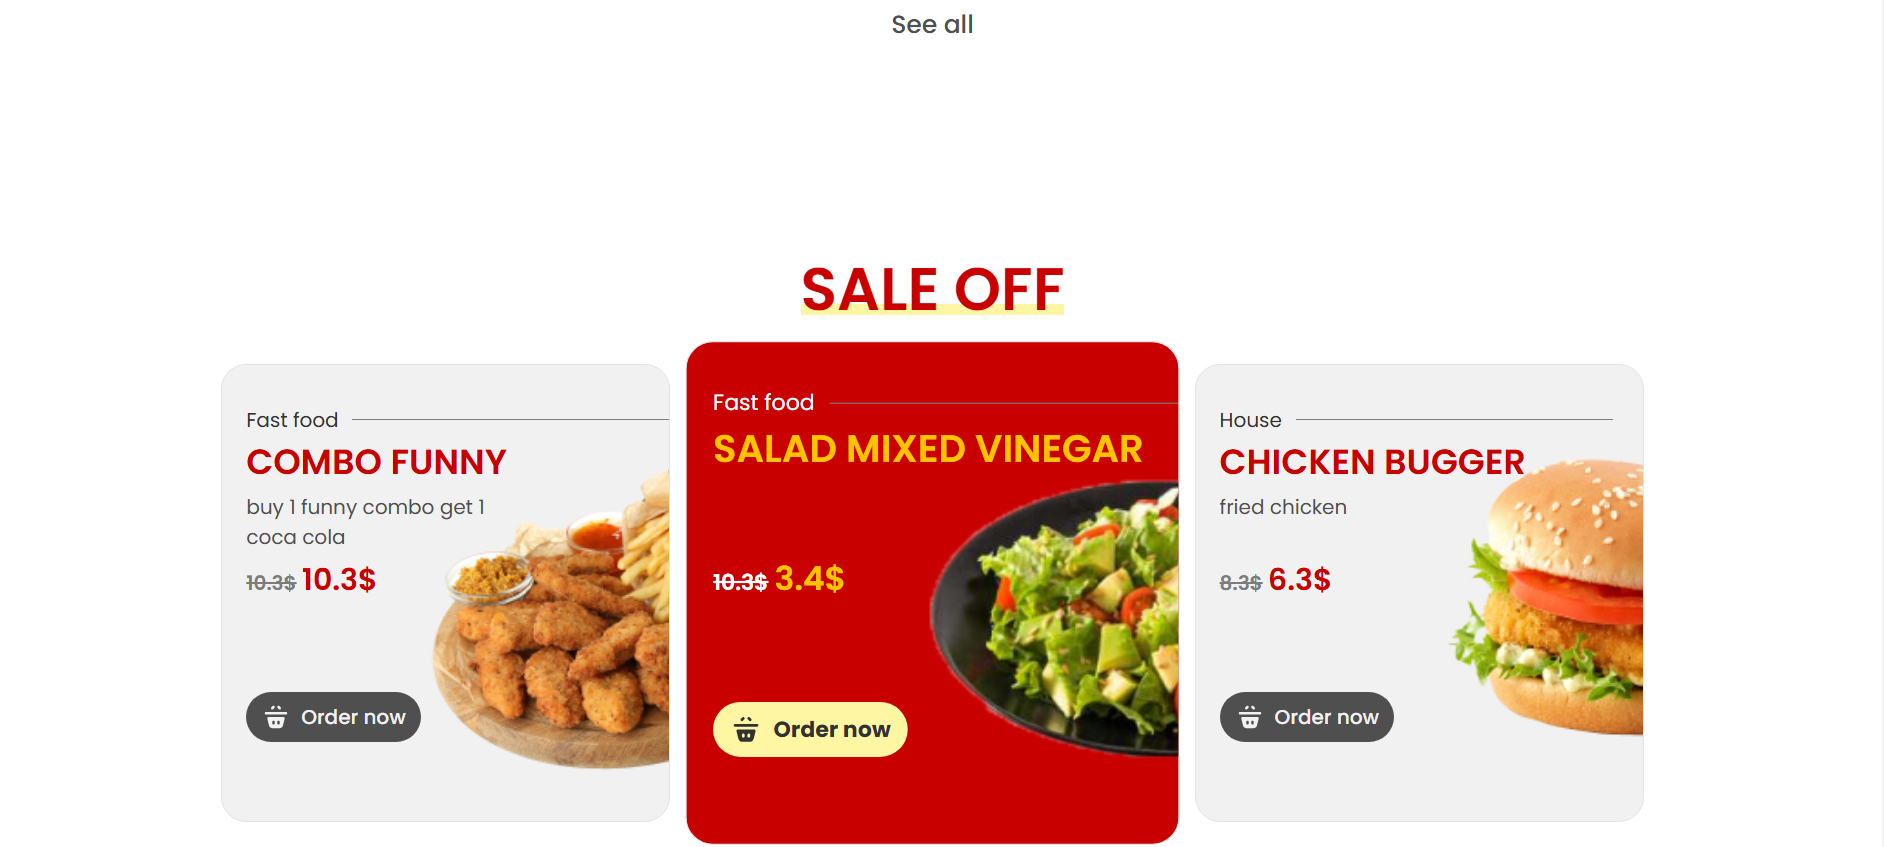 See all
SALE OFF
Fast food
COMBO FUNNY
buy 1 funny combo get 1
coca cola
10.3$ 10.3$
Order now
Fast food
SALAD MIXED VINEGAR
10.3$ 3.4$
Order now
House
CHICKEN BUGGER
fried chicken
8.3$ 6.3$
Order now